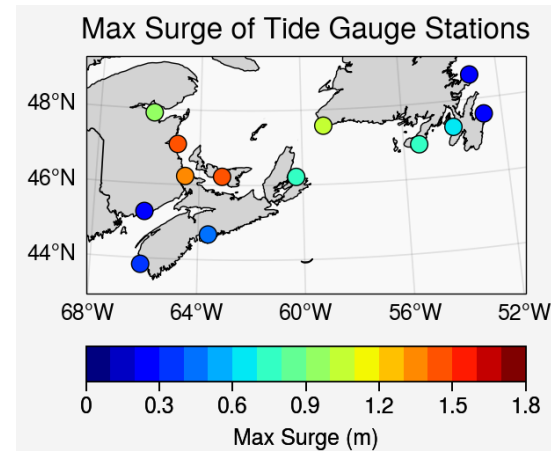 Max Surge of Tide Gauge Stations
48°N
46°N
44°N
68°W 64°W 60°W 56°W 52°W
0 0.3 0.6 0.9 1.2 1.5 1.8
Max Surge (m)